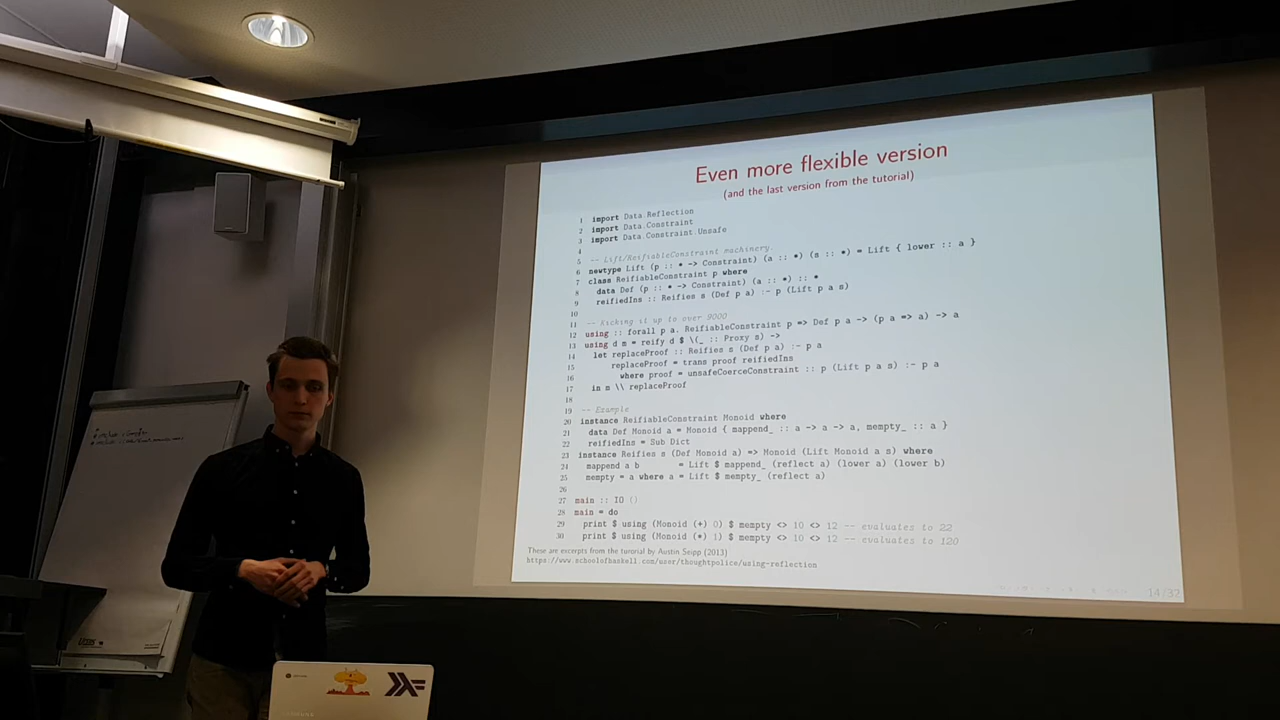 Even more flexible version
(and the last version from the tutorial)
1 import Data.Reflection
2 import Data.Constraint
3 import Data.Constraint.Unsafe
4
5 -- Lift/ReifiableConstraint machinery.
6 newtype Lift (p :: * -> Constraint) (a :: *) (s :: *) = Lift { lower :: a }
7 class ReifiableConstraint p where
8 data Def (p :: * -> Constraint) (a :: *) :: *
9 reifiedIns :: Reifies s (Def p a) :- p (Lift p a s)
10
11 -- Kicking it up to over 9000
12 using :: forall p a. ReifiableConstraint p => Def p a -> (p a => a) -> a
13 using d m = reify d $ \(_ :: Proxy s) ->
14 let replaceProof :: Reifies s (Def p a) :- p a
15 replaceProof = trans proof reifiedIns
16 where proof = unsafeCoerceConstraint :: p (Lift p a s) :- p a
17 in m \\ replaceProof
18
19 -- Example
20 instance ReifiableConstraint Monoid where
21 data Def Monoid a = Monoid { mappend_ :: a -> a -> a, mempty_ :: a }
22 reifiedIns = Sub Dict
23 instance Reifies s (Def Monoid a) => Monoid (Lift Monoid a s) where
24 mappend a b = Lift $ mappend_ (reflect a) (lower a) (lower b)
25 mempty = a where a = Lift $ mempty_ (reflect a)
26
27 main :: IO ()
28 main = do
29 print $ using (Monoid (+) 0) $ mempty <> 10 <> 12 -- evaluates to 22
30 print $ using (Monoid (*) 1) $ mempty <> 10 <> 12 -- evaluates to 120
These are excerpts from the tutorial by Austin Seipp (2013)
https://www.schoolofhaskell.com/user/thoughtpolice/using-reflection
14/32